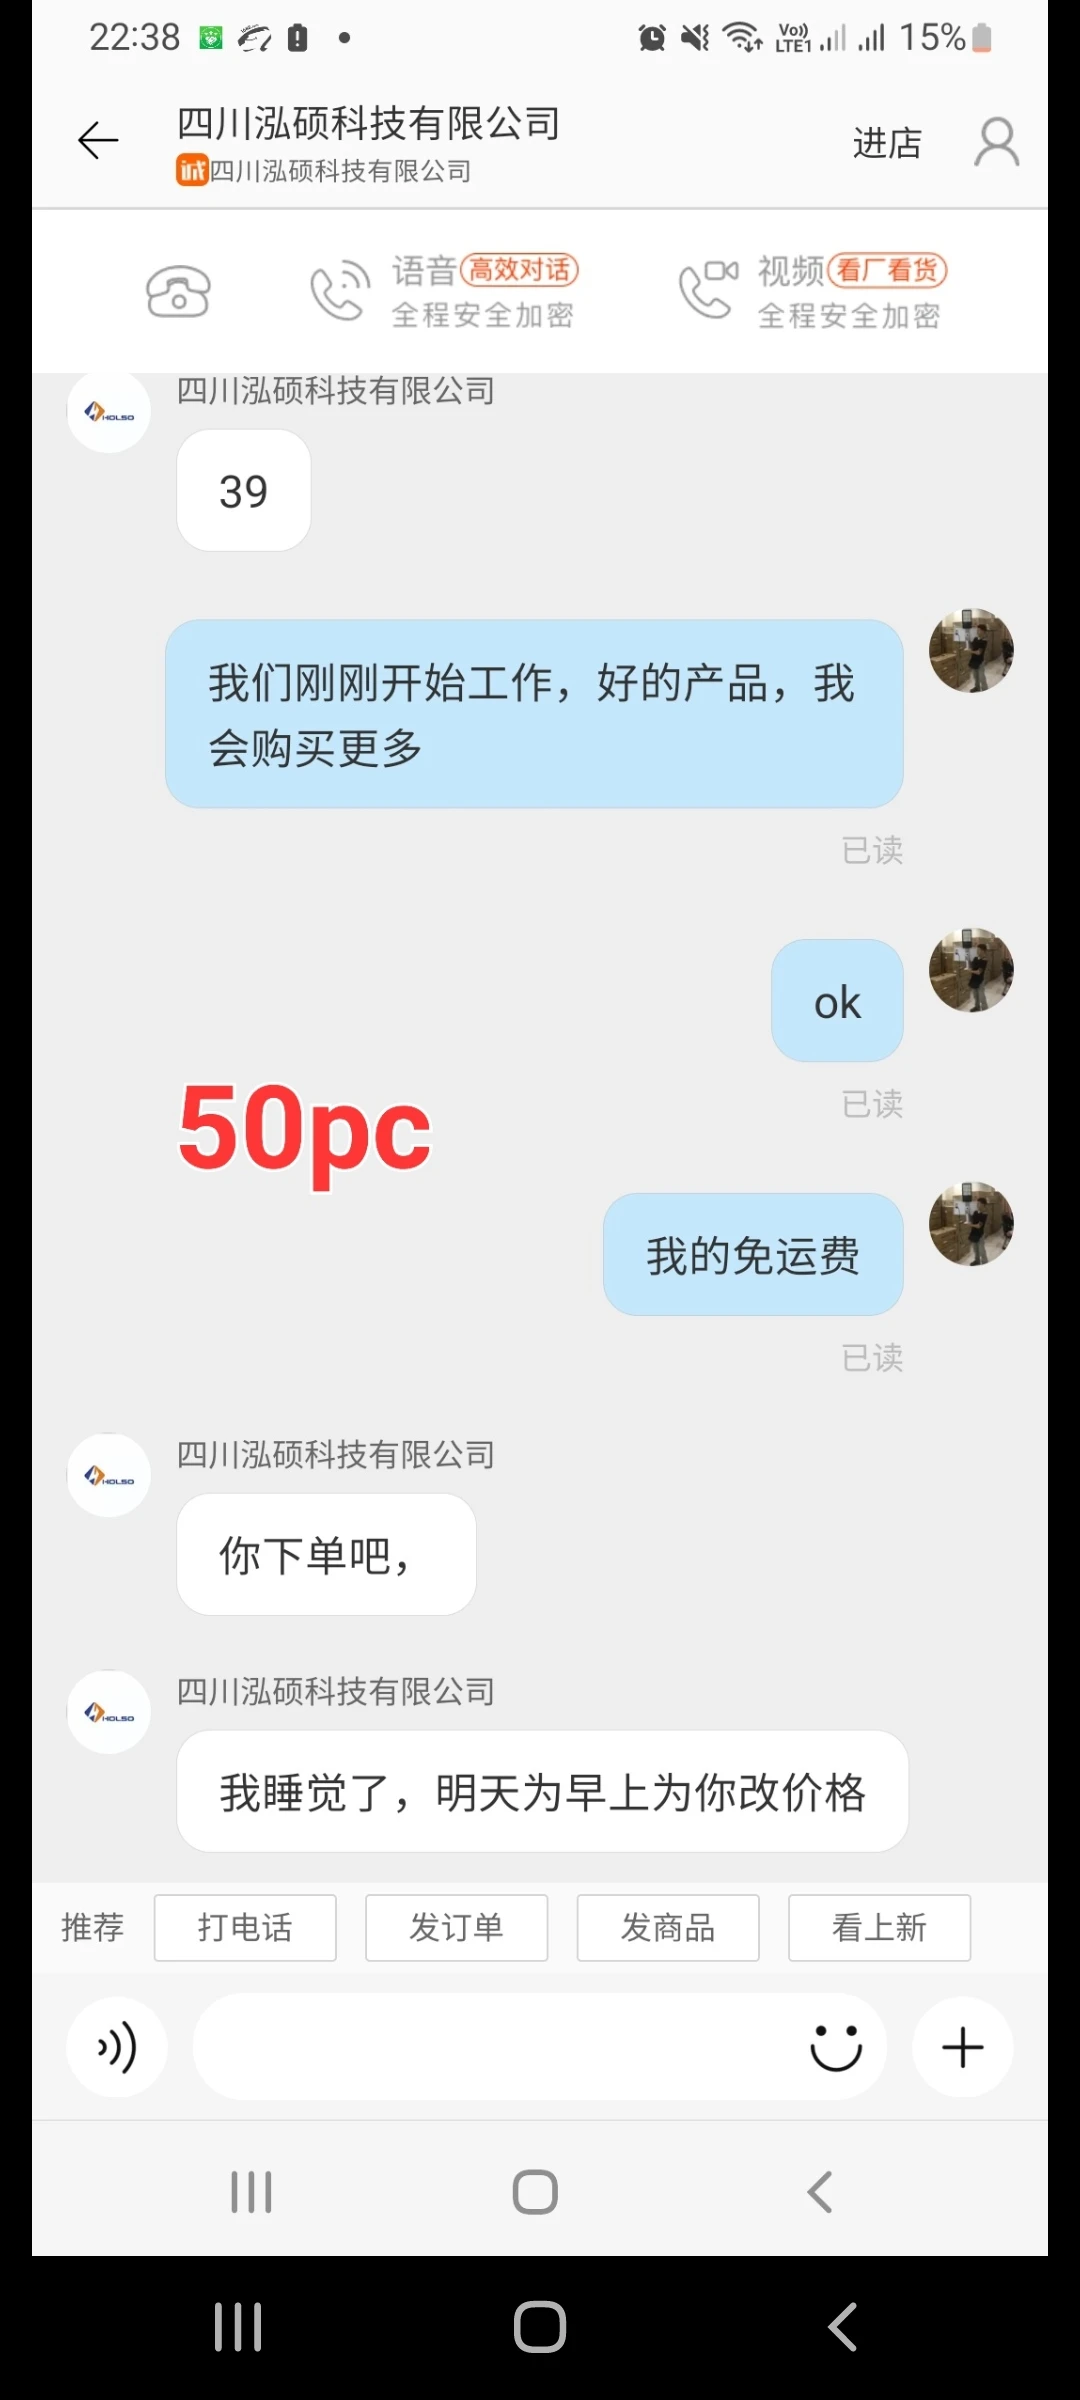 22:38
Vo)) LTE1
15%
四川泓硕科技有限公司
进店
诚四川泓硕科技有限公司
语音 高效对话
全程安全加密
视频 看厂看货
全程安全加密
四川泓硕科技有限公司
HOLSO
39
我们刚刚开始工作，好的产品，我
会购买更多
已读
ok
已读
50pc
我的免运费
已读
四川泓硕科技有限公司
HOLSO
你下单吧，
四川泓硕科技有限公司
HOLSO
我睡觉了，明天为早上为你改价格
推荐 打电话 发订单 发商品 看上新